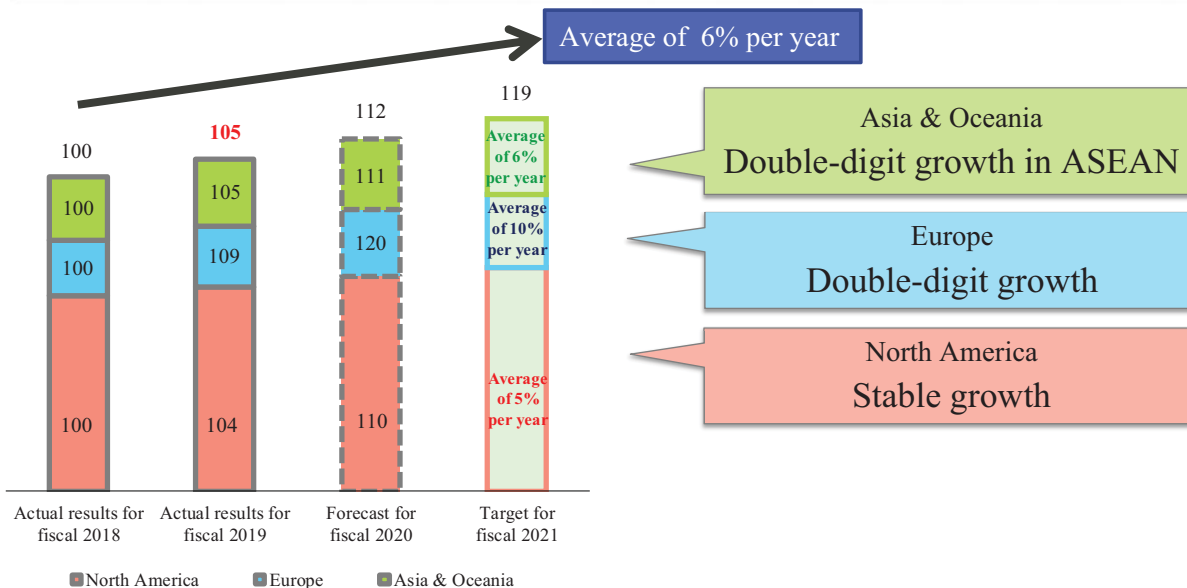 Average of 6% per year
100
105
112
119
100
100
100
105
109
104
111
120
110
Average
of 6%
per year
Average
of 10%
per year
Average
of 5%
per year
Asia & Oceania
Double-digit growth in ASEAN
Europe
Double-digit growth
North America
Stable growth
Actual results for
fiscal 2018
Actual results for
fiscal 2019
Forecast for
fiscal 2020
Target for
fiscal 2021
North America
Europe
Asia & Oceania